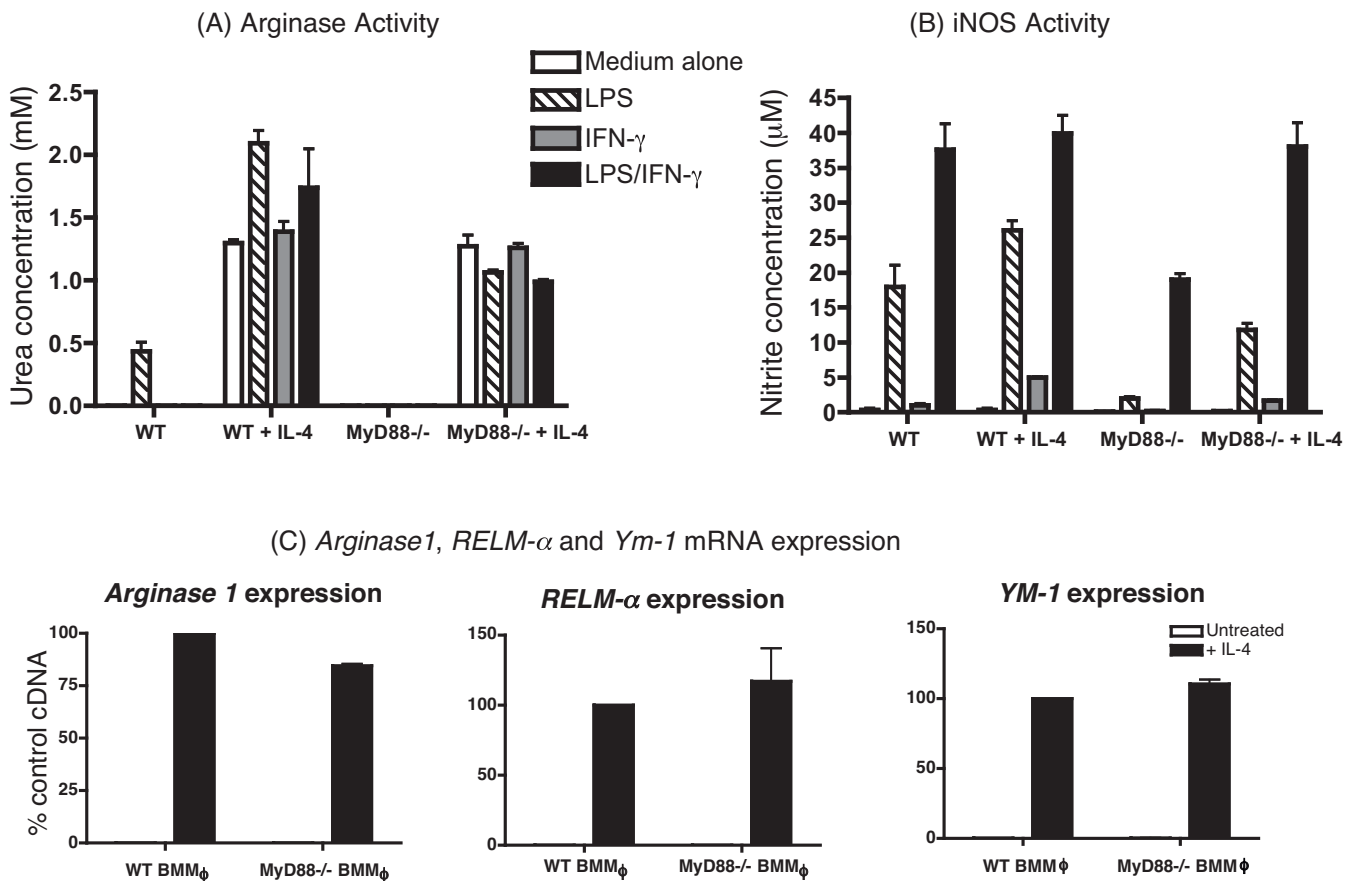 (A) Arginase Activity
(B) iNOS Activity
Medium alone
LPS
IFN-γ
LPS/IFN-γ
Urea concentration (mM)
2.5
2.0
1.5
1.0
0.5
0.0
WT
WT + IL-4
MyD88-/-
MyD88-/- + IL-4
Nitrite concentration (μM)
45
40
35
30
25
20
15
10
5
0
WT
WT + IL-4
MyD88-/-
MyD88-/- + IL-4
(C) Arginase1, RELM-α and Ym-1 mRNA expression
Arginase 1 expression
% control cDNA
100
75
50
25
0
WT BMMϕ
MyD88-/- BMMϕ
RELM-α expression
150
100
50
0
WT BMMϕ
MyD88-/- BMMϕ
YM-1 expression
Untreated
+ IL-4
150
100
50
0
WT BMMϕ
MyD88-/- BMMϕ